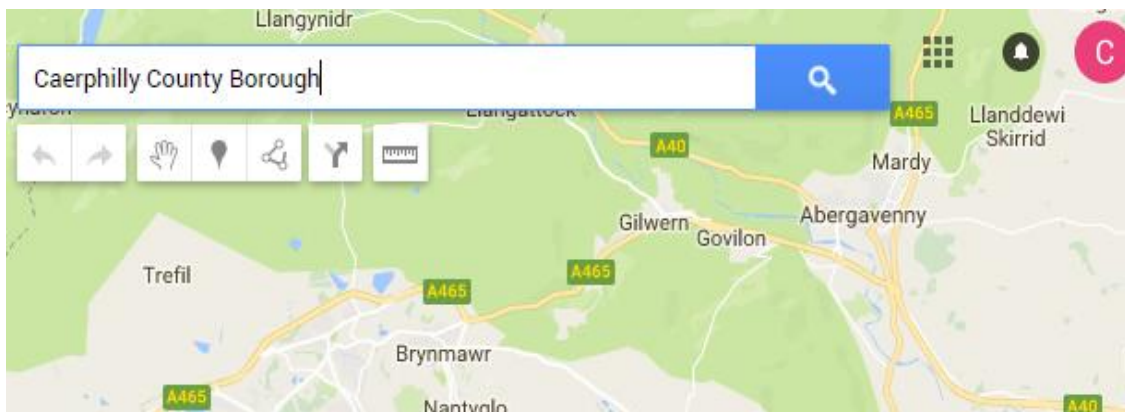 Llangynidr
Caerphilly County Borough
C
Llangattock
A465
Llanddewi
Skirrid
A40
Mardy
Gilwern
Govilon
Abergavenny
Trefil
A465
A465
Brynmawr
A465
Nantyglo
A40